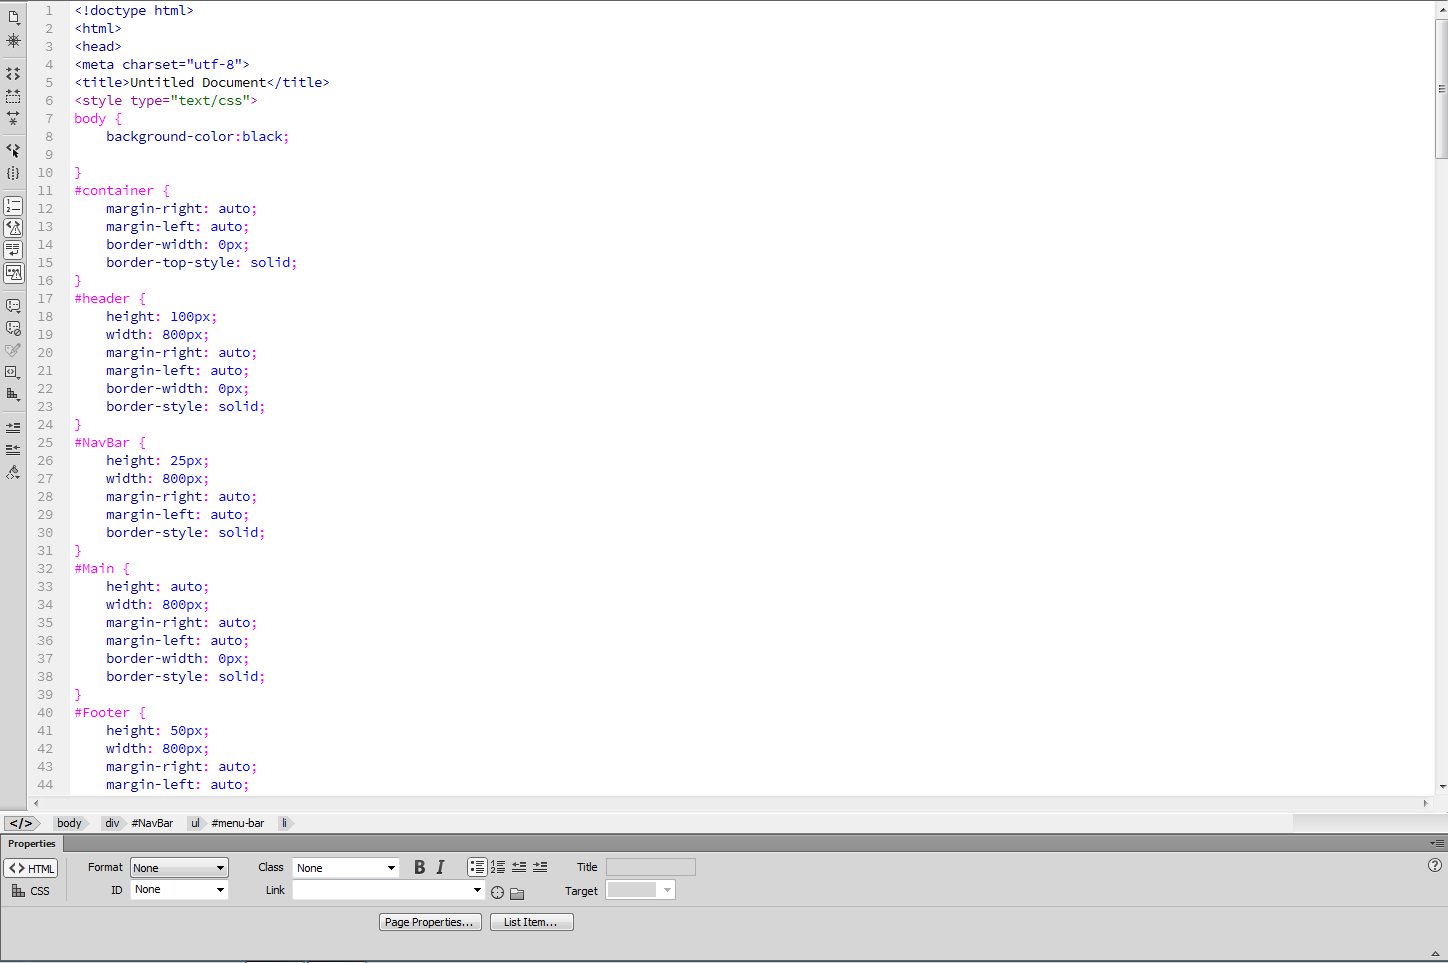 1 <!doctype html>
2 <html>
3 <head>
4 <meta charset="utf-8">
5 <title>Untitled Document</title>
6 <style type="text/css">
7 body {
8 background-color:black;
9
10 }
11 #container {
12 margin-right: auto;
13 margin-left: auto;
14 border-width: 0px;
15 border-top-style: solid;
16 }
17 #header {
18 height: 100px;
19 width: 800px;
20 margin-right: auto;
21 margin-left: auto;
22 border-width: 0px;
23 border-style: solid;
24 }
25 #NavBar {
26 height: 25px;
27 width: 800px;
28 margin-right: auto;
29 margin-left: auto;
30 border-style: solid;
31 }
32 #Main {
33 height: auto;
34 width: 800px;
35 margin-right: auto;
36 margin-left: auto;
37 border-width: 0px;
38 border-style: solid;
39 }
40 #Footer {
41 height: 50px;
42 width: 800px;
43 margin-right: auto;
44 margin-left: auto;
</> body div #NavBar ul #menu-bar li
Properties
<> HTML Format None Class None B I Title
CSS ID None Link Target
Page Properties... List Item...